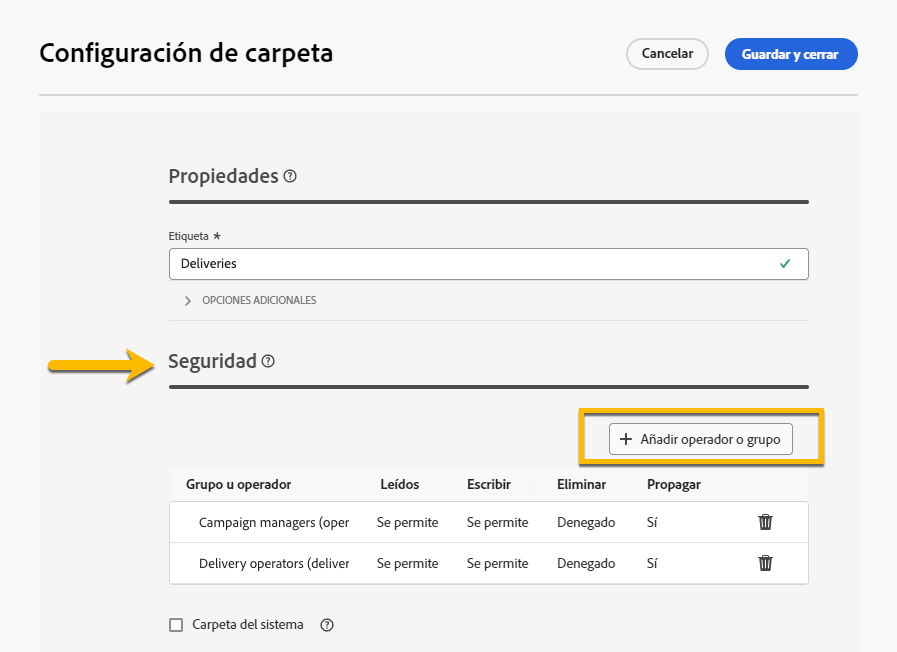 Configuración de carpeta
Cancelar
Guardar y cerrar
Propiedades
Etiqueta *
Deliveries
OPCIONES ADICIONALES
Seguridad
+ Añadir operador o grupo
Grupo u operador Leídos Escribir Eliminar Propagar
Campaign managers (oper Se permite Se permite Denegado Sí
Delivery operators (deliver Se permite Se permite Denegado Sí
Carpeta del sistema